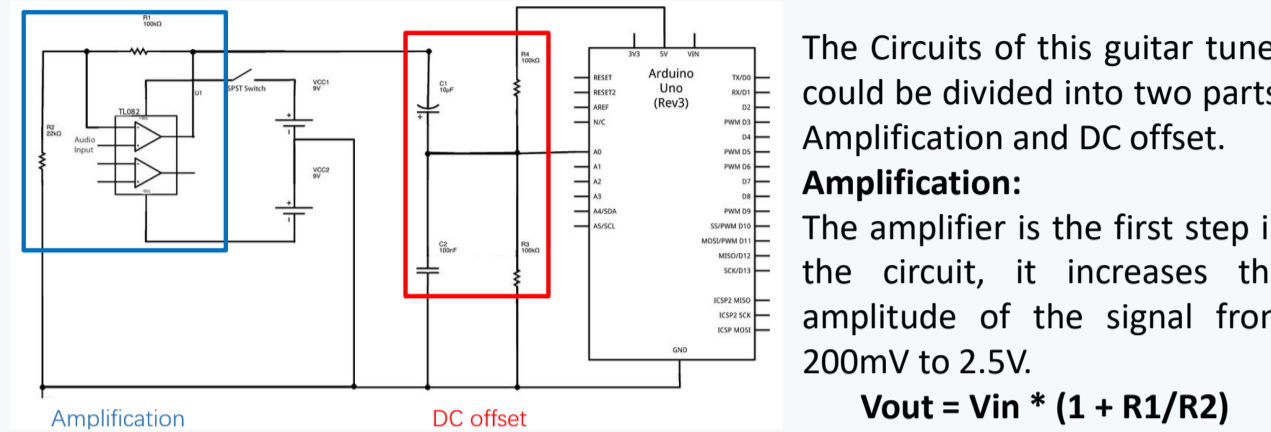 R1
100kΩ
TL082
U1
SPST Switch
VCC1
9V
R2
22kΩ
Audio
Input
VCC2
9V
C1
10μF
R4
100kΩ
C2
100nF
R3
100kΩ
3V3 5V VIN
Arduino
Uno
(Rev3)
RESET
RESET2
AREF
N/C
A0
A1
A2
A3
A4/SDA
A5/SCL
TX/D0
RX/D1
D2
PWM D3
D4
PWM D5
PWM D6
D7
D8
PWM D9
SS/PWM D10
MOSI/PWM D11
MISO/D12
SCK/D13
ICSP2 MISO
ICSP2 SCK
ICSP MOSI
GND
Amplification
DC offset
The Circuits of this guitar tune
could be divided into two parts
Amplification and DC offset.
Amplification:
The amplifier is the first step i
the circuit, it increases th
amplitude of the signal from
200mV to 2.5V.
Vout = Vin * (1 + R1/R2)